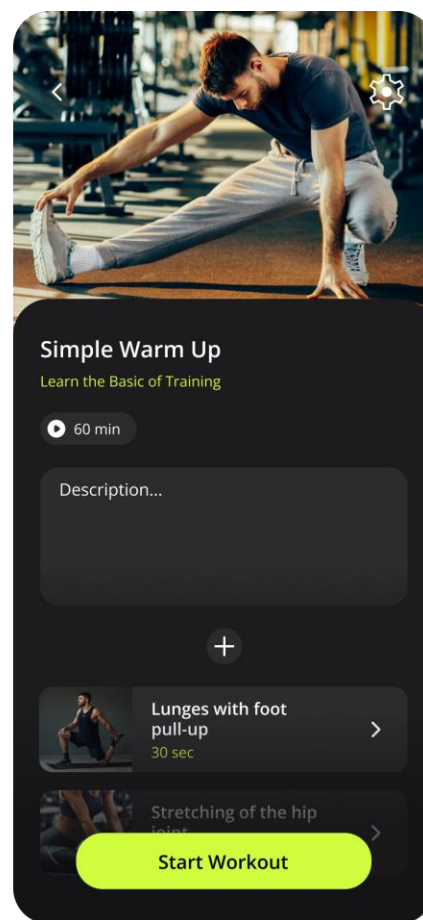 Simple Warm Up
Learn the Basic of Training
60 min
Description...
Lunges with foot
pull-up
30 sec
Stretching of the hip
joint
Start Workout